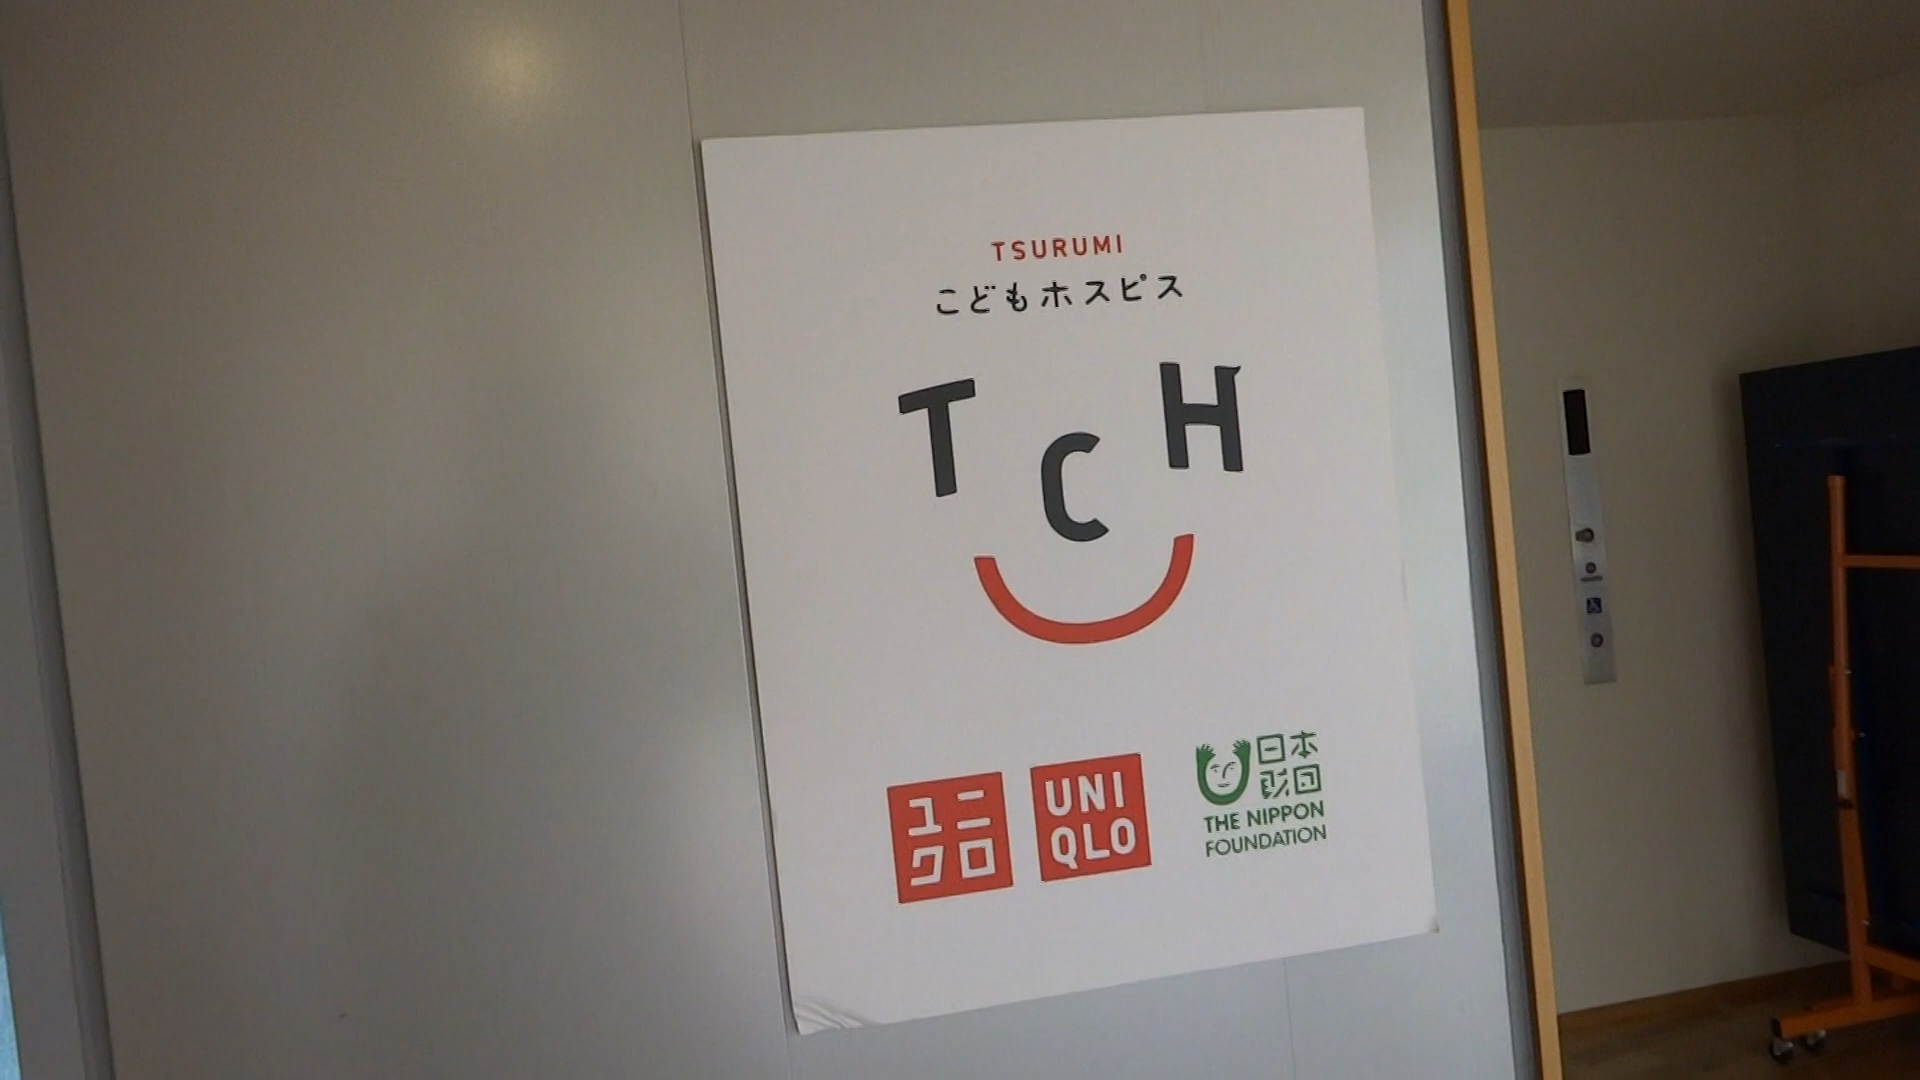 TSURUMI
こどもホスピス
T C H
ユニ
クロ
UNI
QLO
日本
財団
THE NIPPON
FOUNDATION